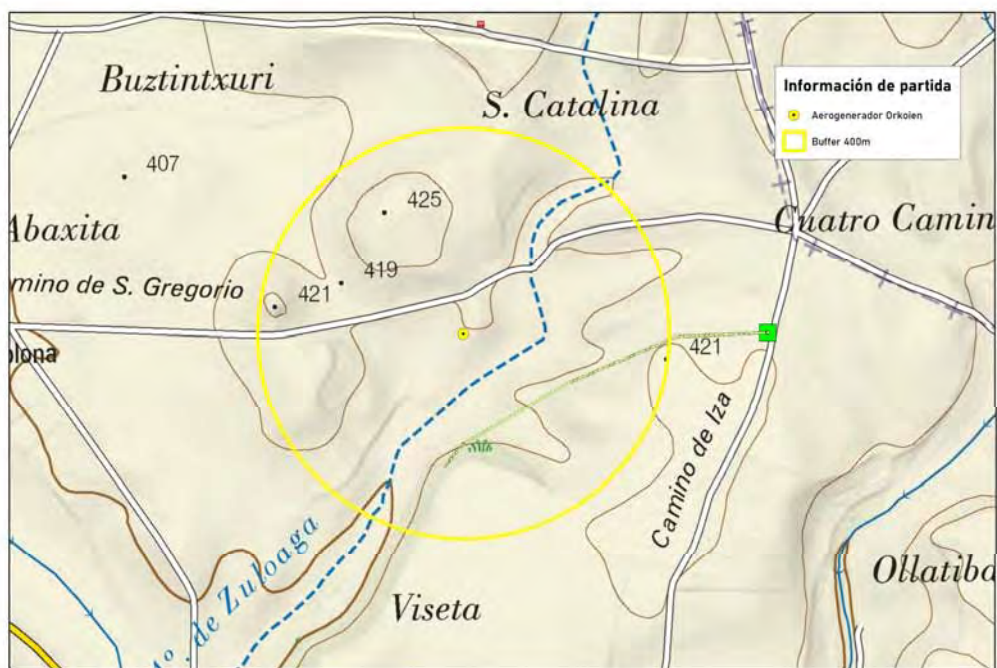 Buztintxuri
S. Catalina
Información de partida
Aerogenerador Orkoien
Buffer 400m
407
425
Abaxita
Cuatro Camin
419
mino de S. Gregorio
421
421
lona
Camino de Iza
de Zuloaga
Ollatiba
Viseta